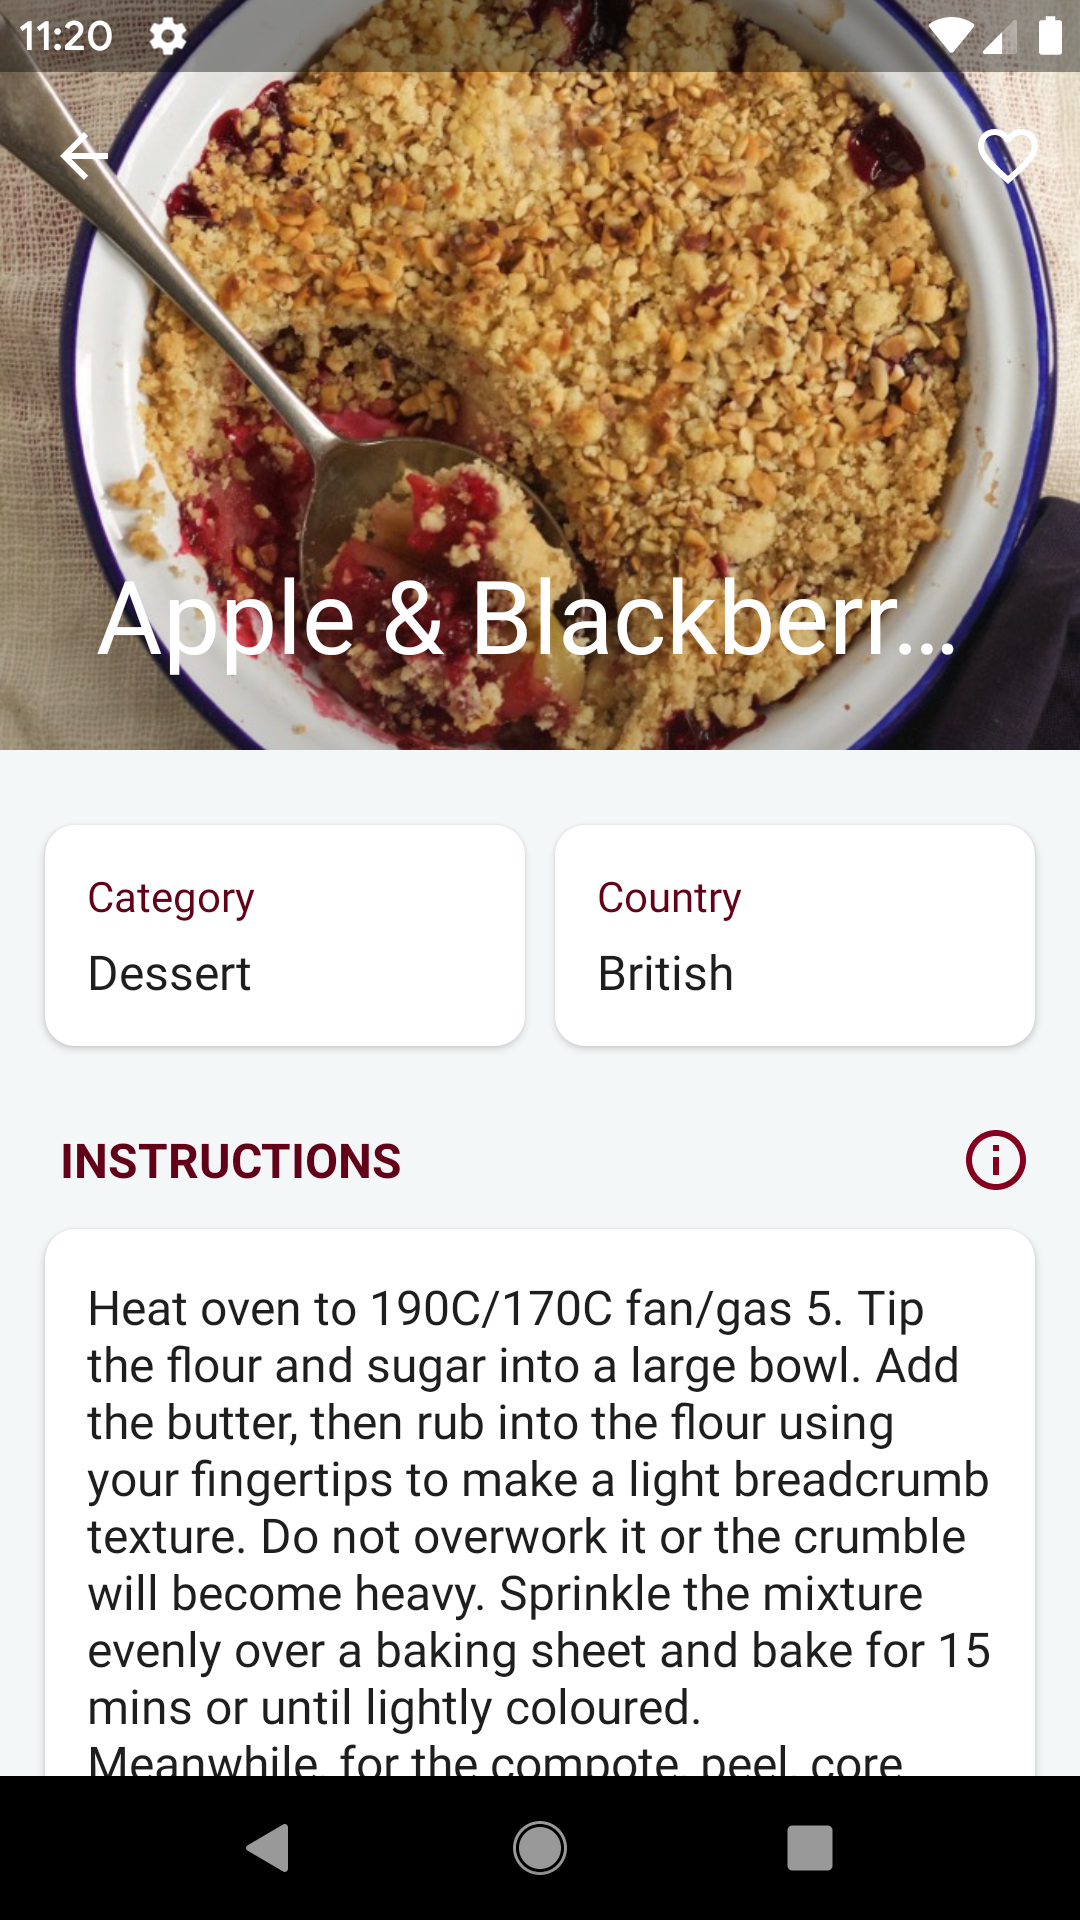 11:20
Apple & Blackberr...
Category
Dessert
Country
British
INSTRUCTIONS
Heat oven to 190C/170C fan/gas 5. Tip
the flour and sugar into a large bowl. Add
the butter, then rub into the flour using
your fingertips to make a light breadcrumb
texture. Do not overwork it or the crumble
will become heavy. Sprinkle the mixture
evenly over a baking sheet and bake for 15
mins or until lightly coloured.
Meanwhile, for the compote, peel, core